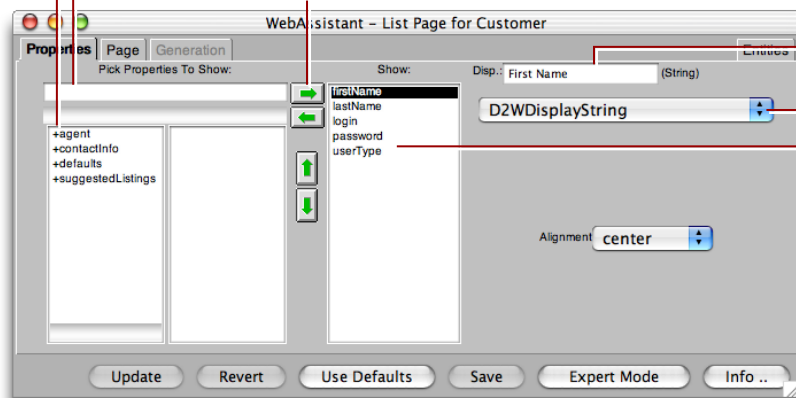 WebAssistant – List Page for Customer
Properties Page Generation Entities
Pick Properties To Show: Show: Disp.: First Name (String)
firstName
lastName
login
password
userType
D2WDisplayString
+agent
+contactInfo
+defaults
+suggestedListings
Alignment center
Update Revert Use Defaults Save Expert Mode Info ..